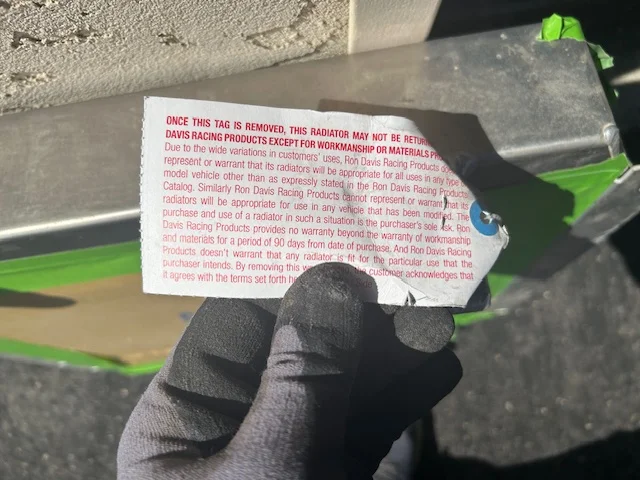 ONCE THIS TAG IS REMOVED, THIS RADIATOR MAY NOT BE
DAVIS RACING PRODUCTS EXCEPT FOR WORKMANSHIP OR MATERIALS
Due to the wide variations in customers' uses, Ron Davis Racing Products
represent or warrant that its radiators will be appropriate for all uses in any type
model vehicle other than as expressly stated in the Ron Davis Racing Products
Catalog. Similarly Ron Davis Racing Products cannot represent or warrant that its
radiators will be appropriate for use in any vehicle that has been modified. The
purchase and use of a radiator in such a situation is the purchaser's sole risk. Ron
Davis Racing Products provides no warranty beyond the warranty of workmanship
and materials for a period of 90 days from date of purchase. And Ron Davis Racing
Products, doesn't warrant that any radiator is fit for the particular use that the
purchaser intends. By removing this customer acknowledges that
it agrees with the terms set forth